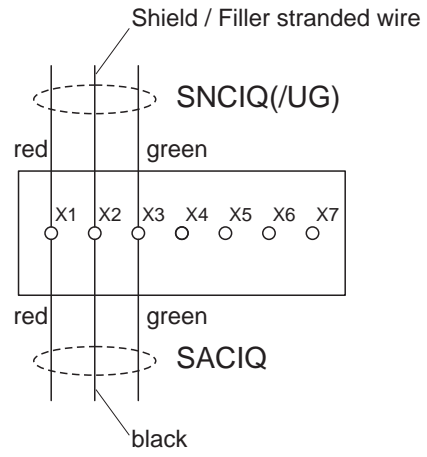 Shield / Filler stranded wire
SNCIQ(/UG)
red green
X1 X2 X3 X4 X5 X6 X7
red green
SACIQ
black